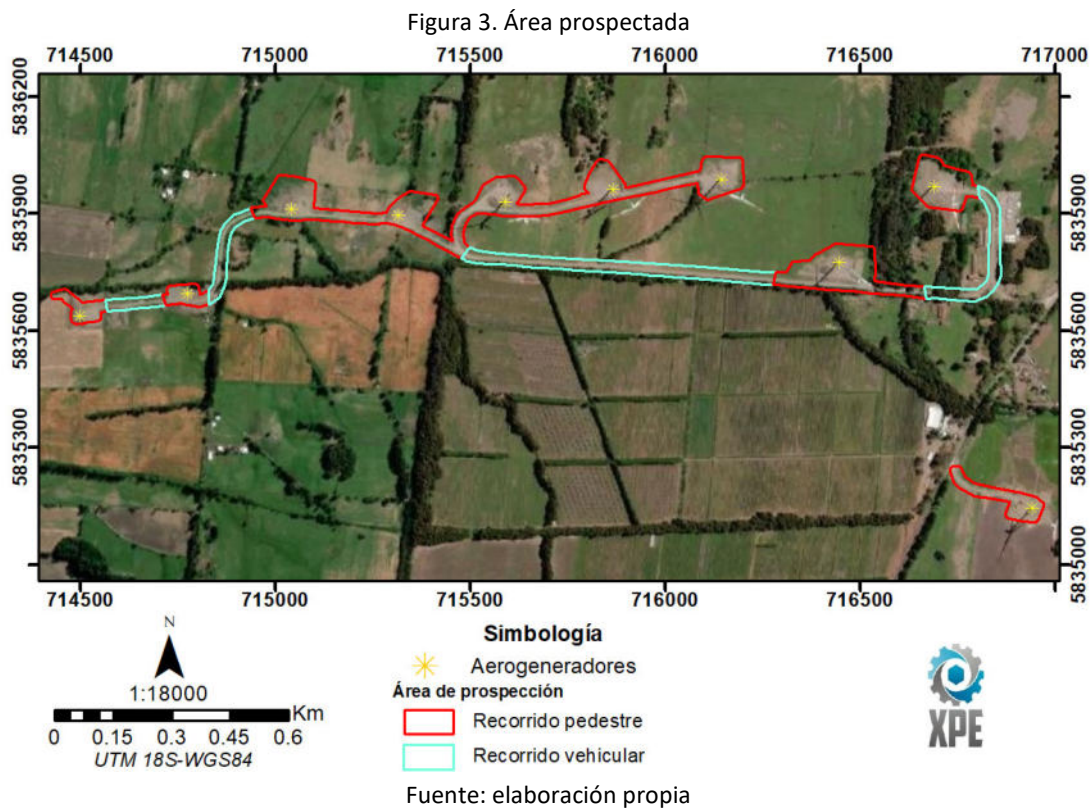 Figura 3. Área prospectada
714500 715000 715500 716000 716500 717000
5836200 5836200
5835900 5835900
5835600 5835600
5835300 5835300
5835000 5835000
714500 715000 715500 716000 716500 717000
N
1:18000
Km
0 0.15 0.3 0.45 0.6
UTM 18S-WGS84
Simbología
Aerogeneradores
Área de prospección
Recorrido pedestre
Recorrido vehicular
XPE
Fuente: elaboración propia